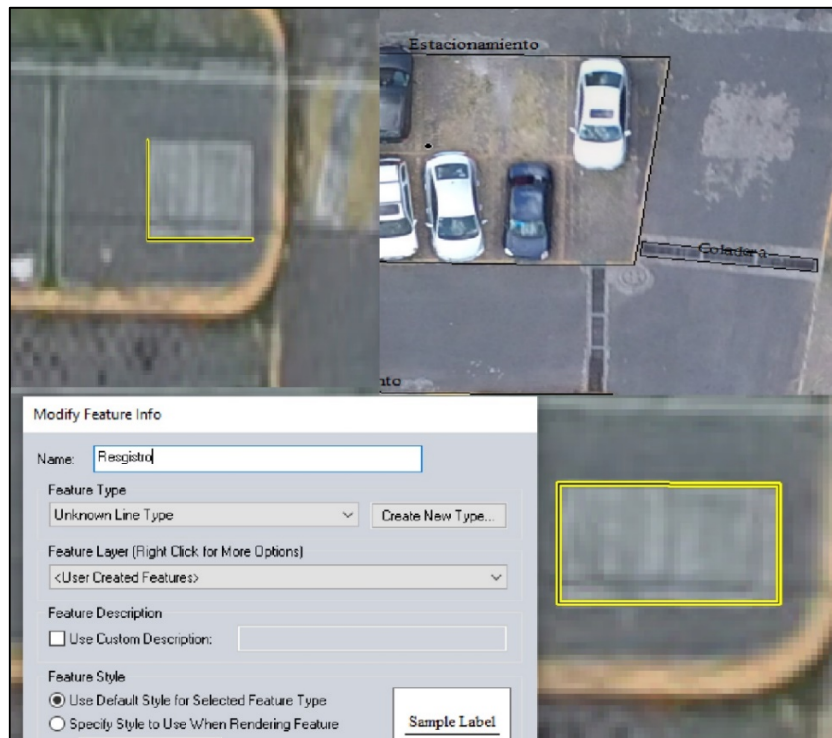 Estacionamiento
Coladera
nto
Modify Feature Info
Name: Resgistro
Feature Type
Unknown Line Type
Create New Type...
Feature Layer (Right Click for More Options)
<User Created Features>
Feature Description
Use Custom Description:
Feature Style
Use Default Style for Selected Feature Type
Specify Style to Use When Rendering Feature
Sample Label